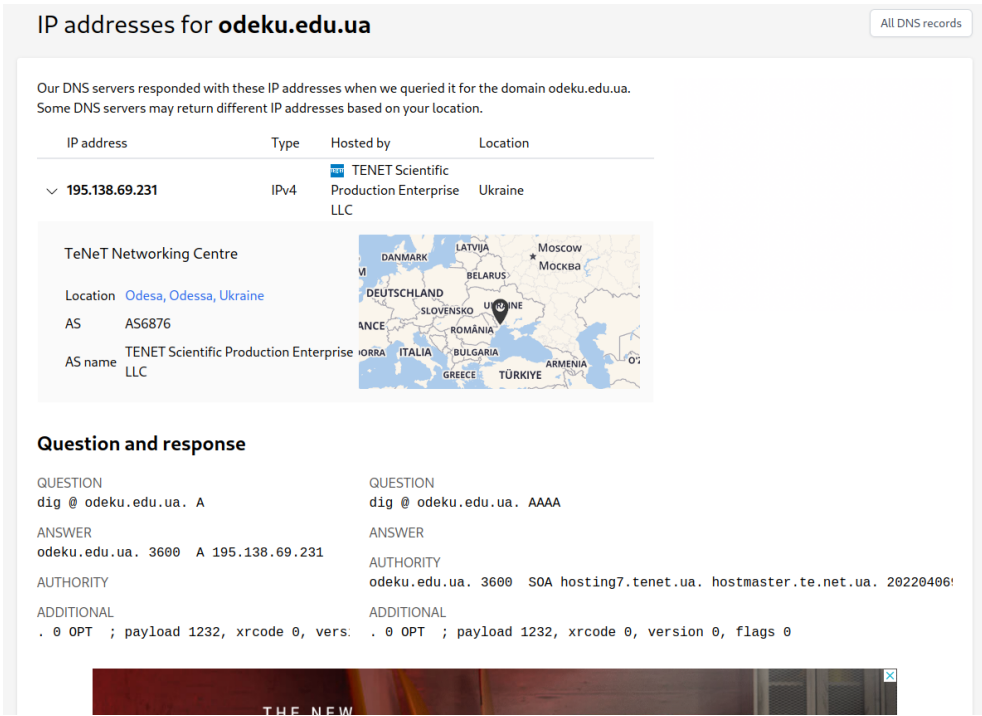 IP addresses for odeku.edu.ua
All DNS records
Our DNS servers responded with these IP addresses when we queried it for the domain odeku.edu.ua.
Some DNS servers may return different IP addresses based on your location.
IP address Type Hosted by Location
TENET Scientific
195.138.69.231 IPv4 Production Enterprise Ukraine
LLC
TeNeT Networking Centre
Location Odesa, Odessa, Ukraine
AS AS6876
AS name TENET Scientific Production Enterprise
LLC
LATVIJA Moscow
DANMARK Москва
BELARUS
DEUTSCHLAND
SLOVENSKO UKRAINE
ANCE ROMÂNIA
ORRA ITALIA BULGARIA
ARMENIA
GREECE TÜRKIYE
Question and response
QUESTION
dig @ odeku.edu.ua. A
ANSWER
odeku.edu.ua. 3600 A 195.138.69.231
AUTHORITY
ADDITIONAL
. 0 OPT ; payload 1232, xrcode 0, vers
QUESTION
dig @ odeku.edu.ua. AAAA
ANSWER
AUTHORITY
odeku.edu.ua. 3600 SOA hosting7.tenet.ua. hostmaster.te.net.ua. 202204069
ADDITIONAL
. 0 OPT ; payload 1232, xrcode 0, version 0, flags 0
THE NEW